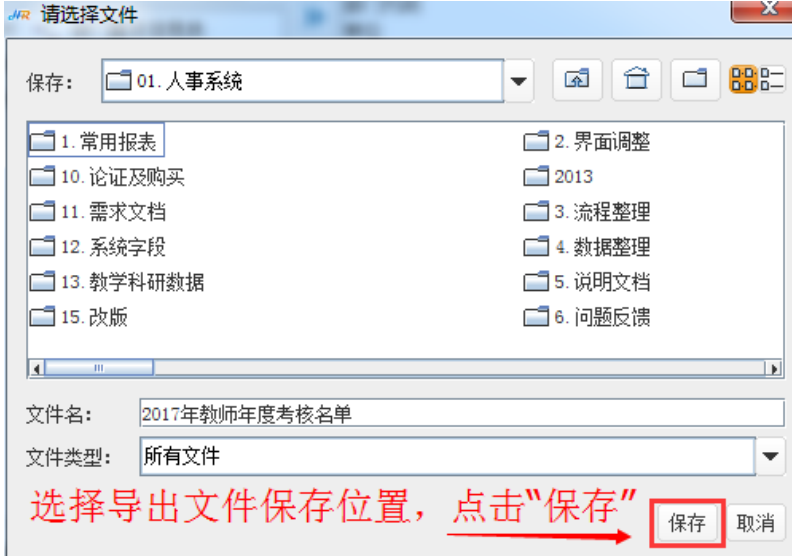 HR 请选择文件
保存： 01. 人事系统
1. 常用报表 2. 界面调整
10. 论证及购买 2013
11. 需求文档 3. 流程整理
12. 系统字段 4. 数据整理
13. 教学科研数据 5. 说明文档
15. 改版 6. 问题反馈
文件名： 2017年教师年度考核名单
文件类型： 所有文件
选择导出文件保存位置，点击“保存”
保存 取消